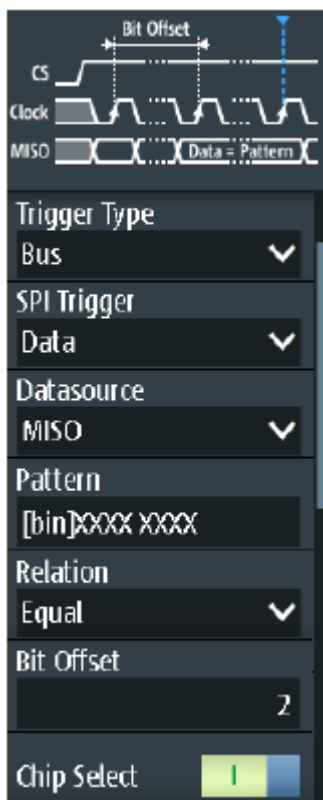 Bit Offset
CS
Clock
MISO
Data = Pattern
Trigger Type
Bus
SPI Trigger
Data
Datasource
MISO
Pattern
[bin]XXXX XXXX
Relation
Equal
Bit Offset
2
Chip Select
I